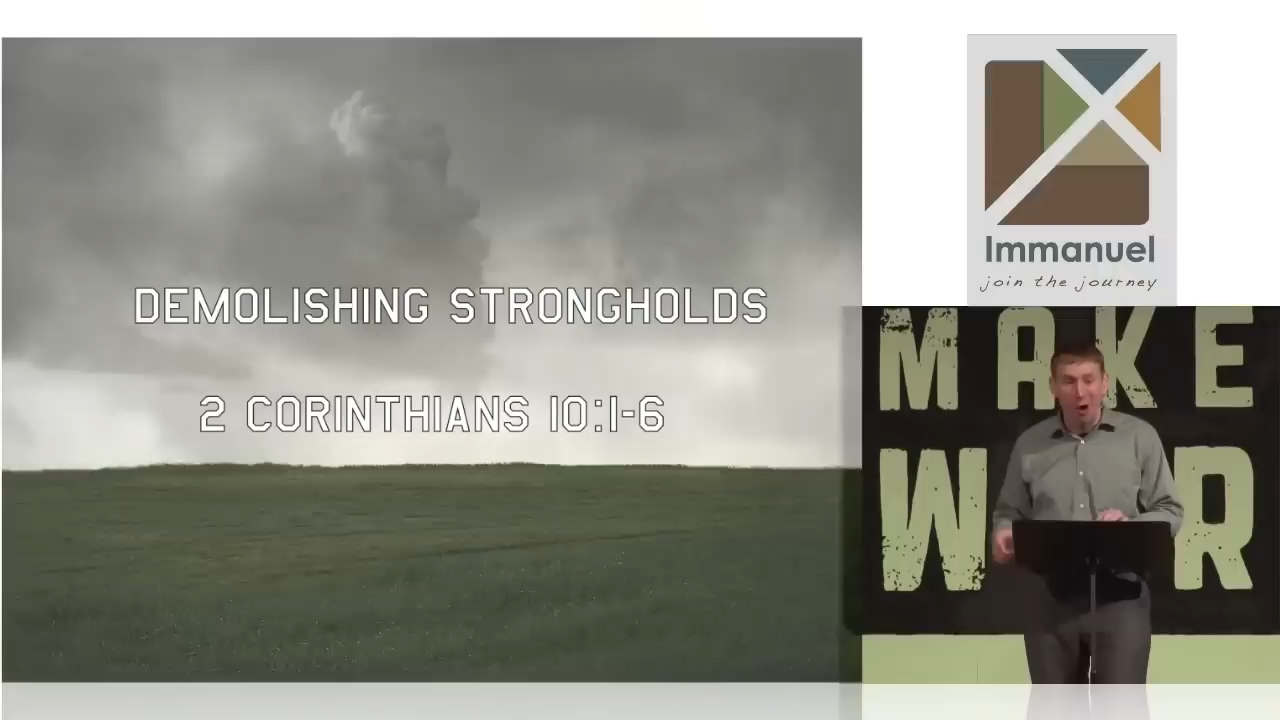 DEMOLISHING STRONGHOLDS
2 CORINTHIANS 10:1-6
Immanuel
join the journey
MAKE
W R